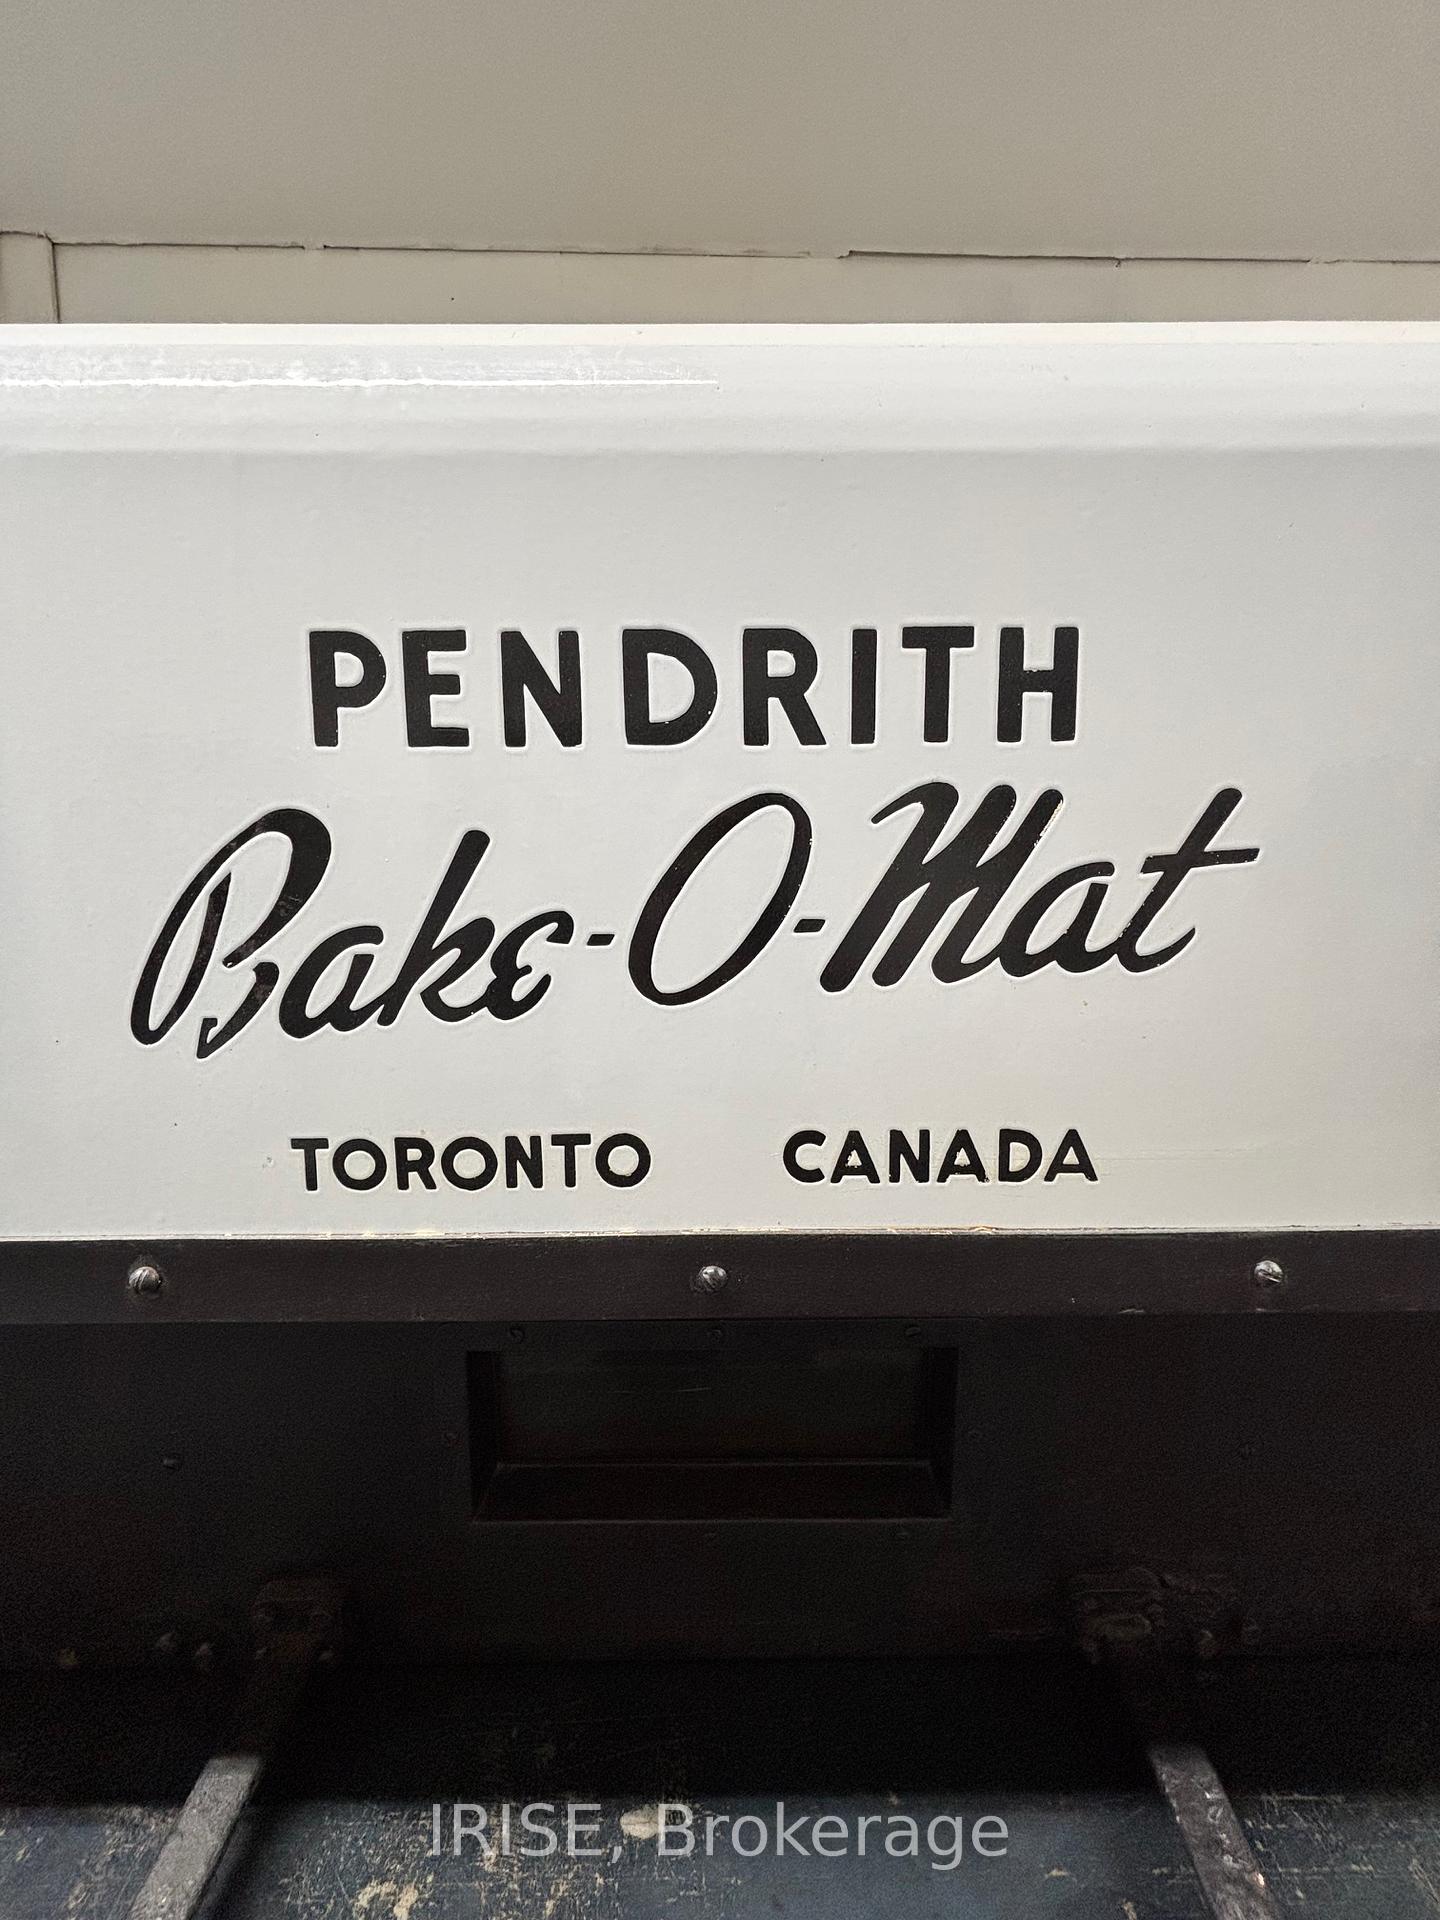 PENDRITH
Bake-O-Mat
TORONTO CANADA
IRISE, Brokerage